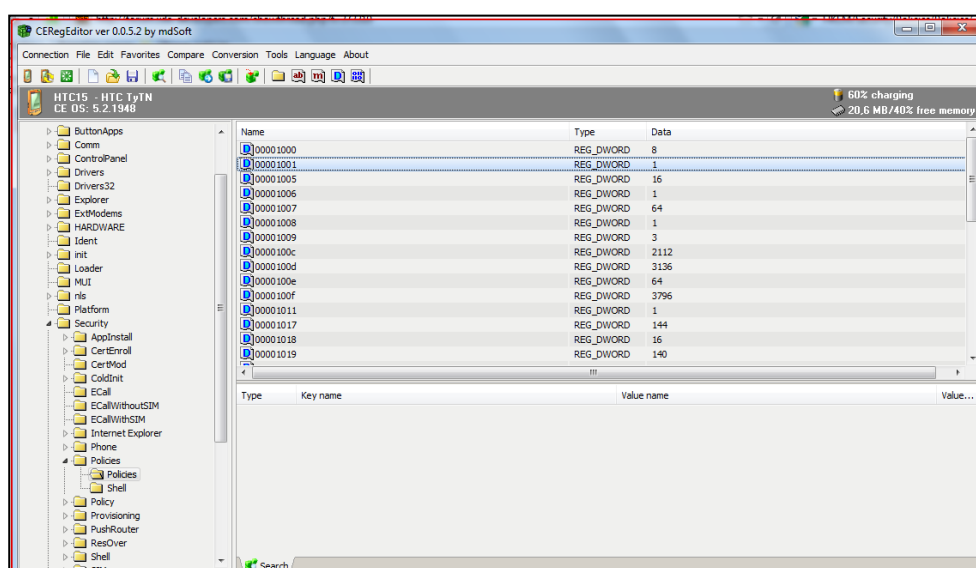 CERegEditor ver 0.0.5.2 by mdSoft
Connection File Edit Favorites Compare Conversion Tools Language About
HTC15 - HTC TyTN
CE OS: 5.2.1948
60% charging
20,6 MB/40% free memory
ButtonApps
Comm
ControlPanel
Drivers
Drivers32
Explorer
ExtModems
HARDWARE
Ident
init
Loader
MUI
nls
Platform
Security
AppInstall
CertEnroll
CertMod
ColdInit
ECall
ECallWithoutSIM
ECallWithSIM
Internet Explorer
Phone
Policies
Policies
Shell
Policy
Provisioning
PushRouter
ResOver
Shell
Name Type Data
00001000 REG_DWORD 8
00001001 REG_DWORD 1
00001005 REG_DWORD 16
00001006 REG_DWORD 1
00001007 REG_DWORD 64
00001008 REG_DWORD 1
00001009 REG_DWORD 3
0000100c REG_DWORD 2112
0000100d REG_DWORD 3136
0000100e REG_DWORD 64
0000100f REG_DWORD 3796
00001011 REG_DWORD 1
00001017 REG_DWORD 144
00001018 REG_DWORD 16
00001019 REG_DWORD 140
Type Key name Value name Value...
Search